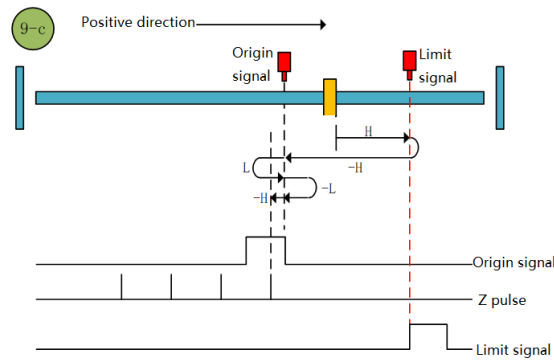 9-c
Positive direction
Origin
signal
Limit
signal
H
-H
L
-L
-H
Origin signal
Z pulse
Limit signal